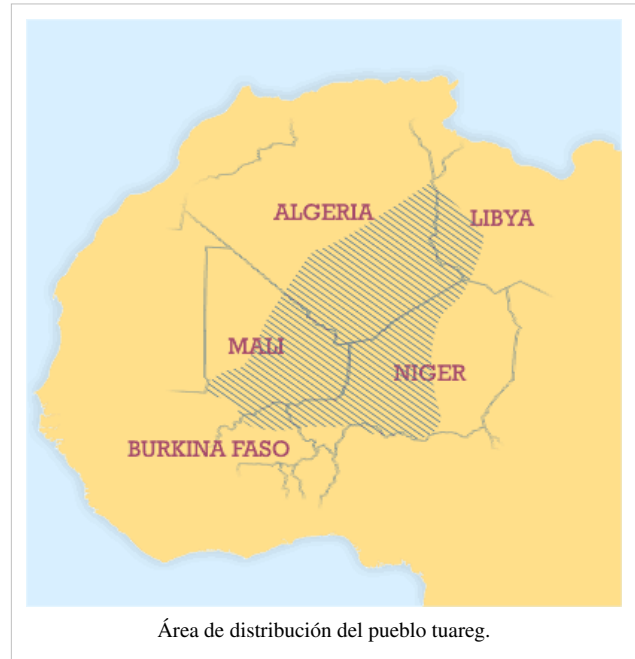 ALGERIA
LIBYA
MALI
NIGER
BURKINA FASO
Área de distribución del pueblo tuareg.